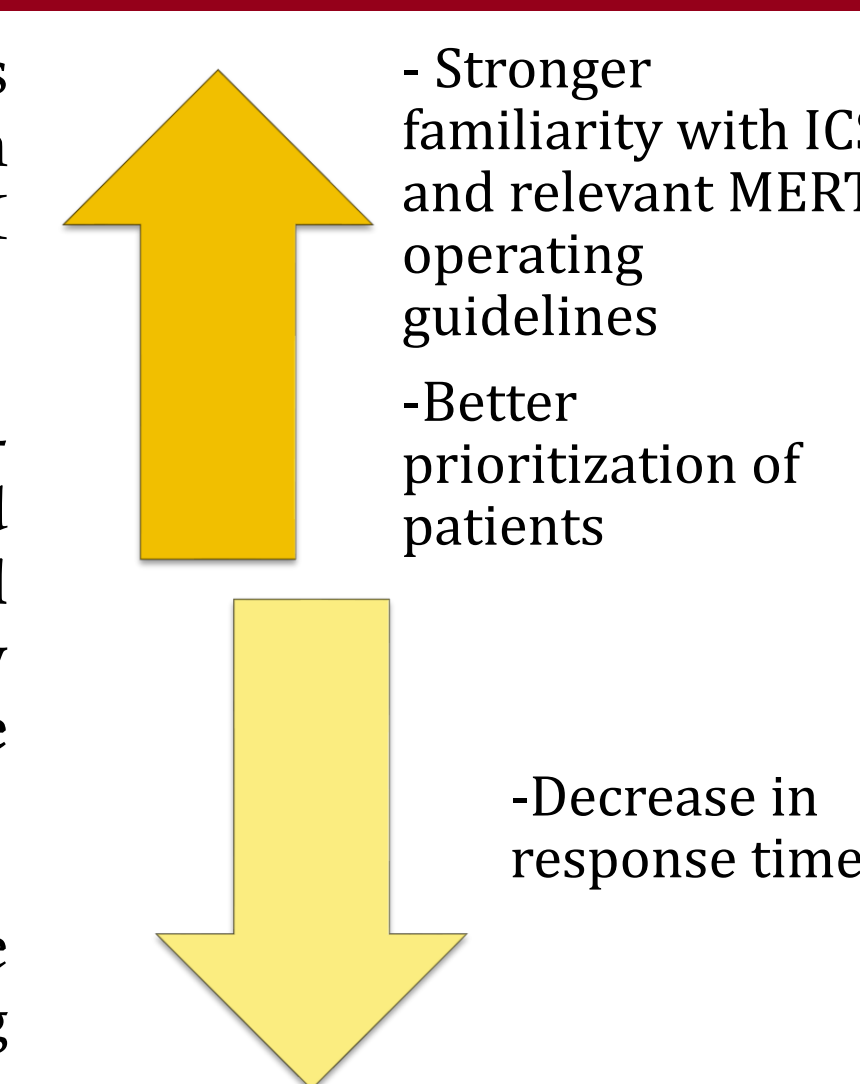 - Stronger
familiarity with ICS
and relevant MERT
operating
guidelines
-Better
prioritization of
patients
-Decrease in
response time